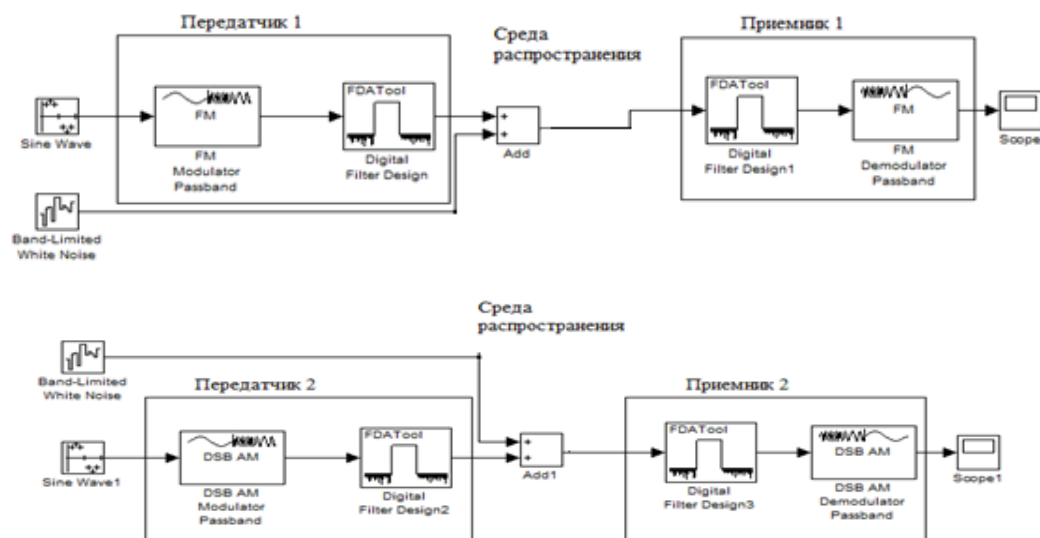 Передатчик 1
Среда
распространения
Приемник 1
FM
FDATool
FDATool
FM
Sine Wave
FM
Modulator
Passband
Digital
Filter Design
Add
Digital
Filter Design1
FM
Demodulator
Passband
Scope
Band-Limited
White Noise
Среда
распространения
Band-Limited
White Noise
Передатчик 2
Приемник 2
DSB AM
FDATool
FDATool
DSB AM
Sine Wave1
DSB AM
Modulator
Passband
Digital
Filter Design2
Add1
Digital
Filter Design3
DSB AM
Demodulator
Passband
Scope1